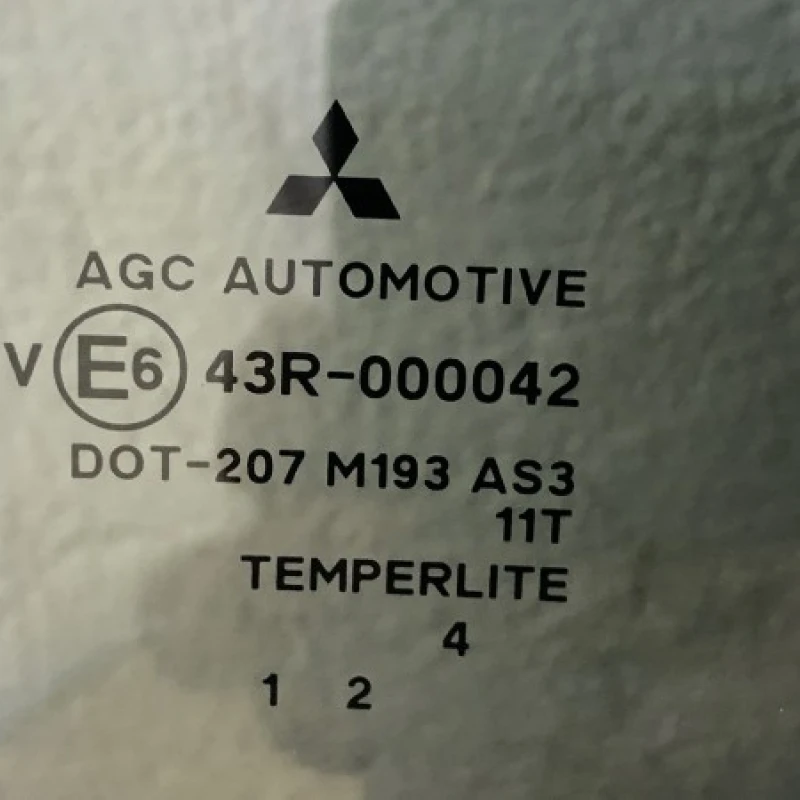 AGC AUTOMOTIVE
V E6 43R-000042
DOT-207 M193 AS3
11T
TEMPERLITE
4
1 2